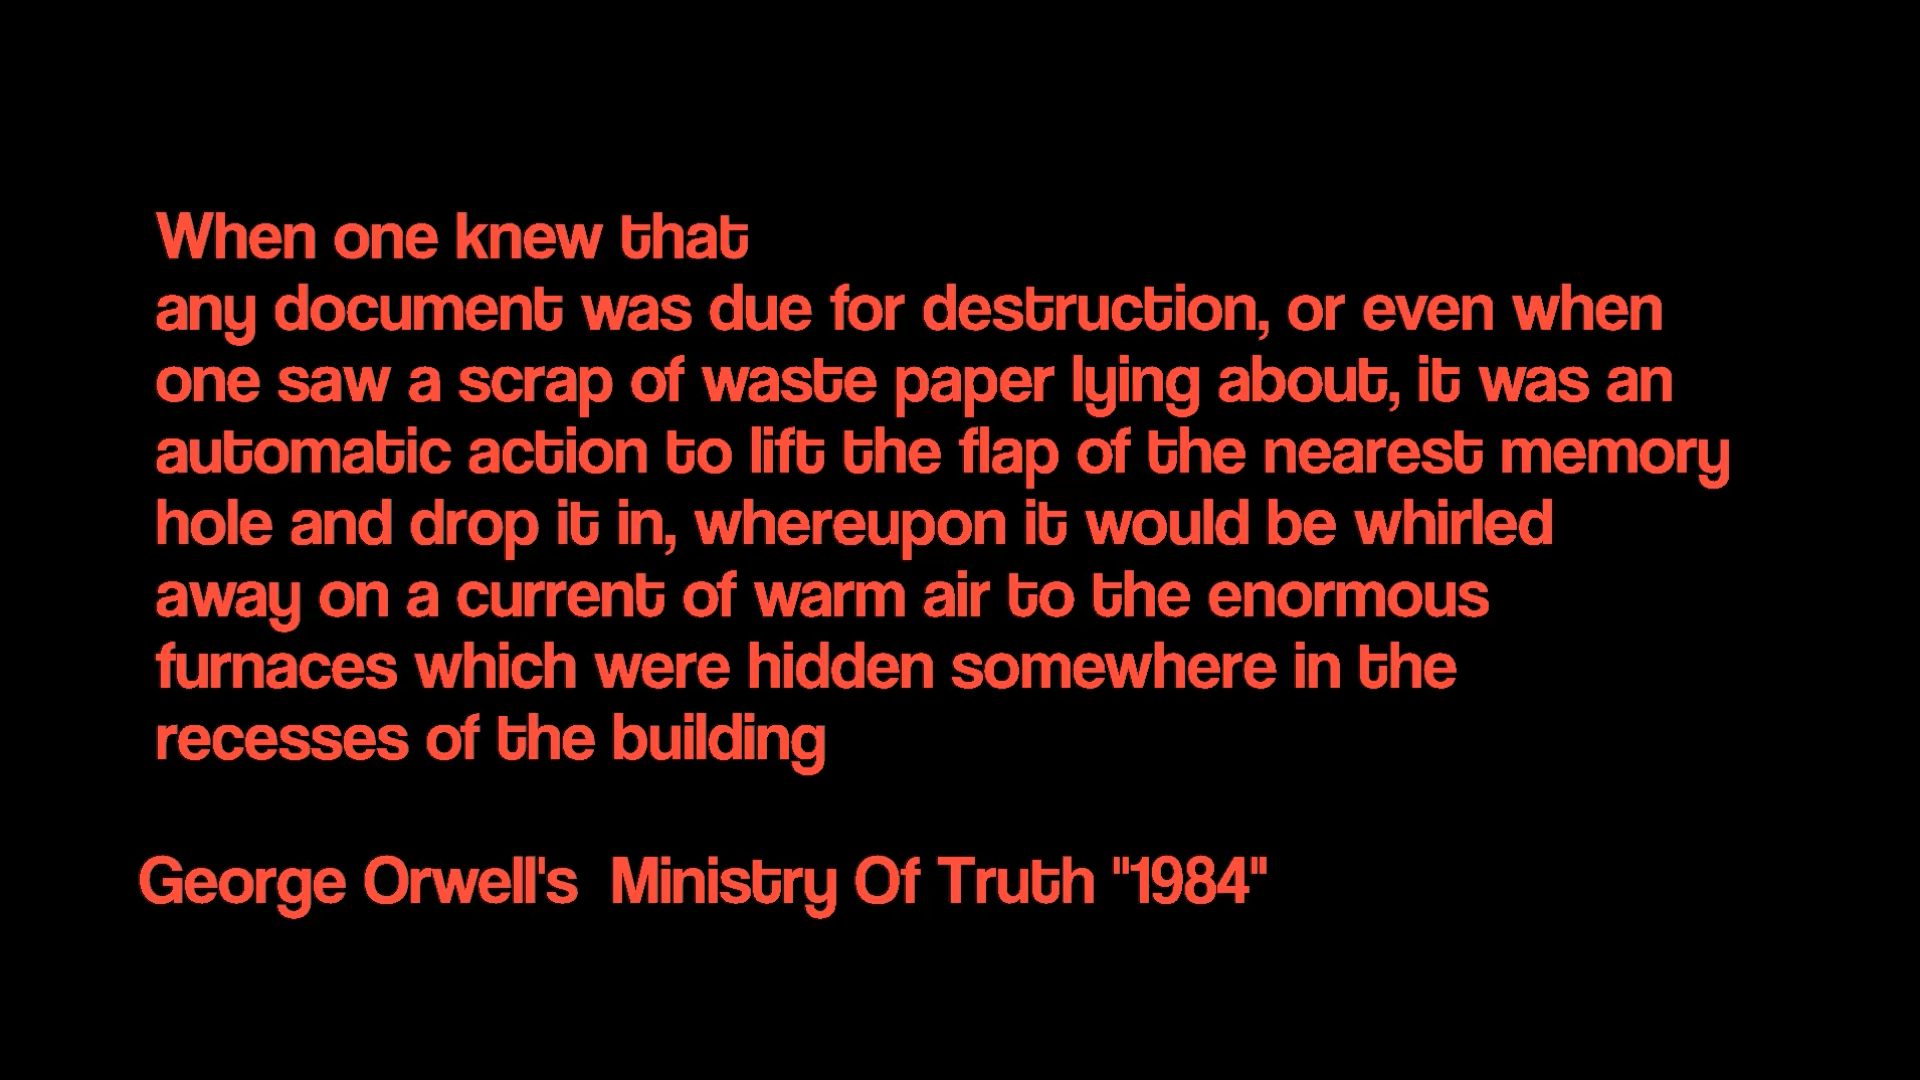 When one knew that
any document was due for destruction, or even when
one saw a scrap of waste paper lying about, it was an
automatic action to lift the flap of the nearest memory
hole and drop it in, whereupon it would be whirled
away on a current of warm air to the enormous
furnaces which were hidden somewhere in the
recesses of the building
George Orwell's  Ministry Of Truth "1984"